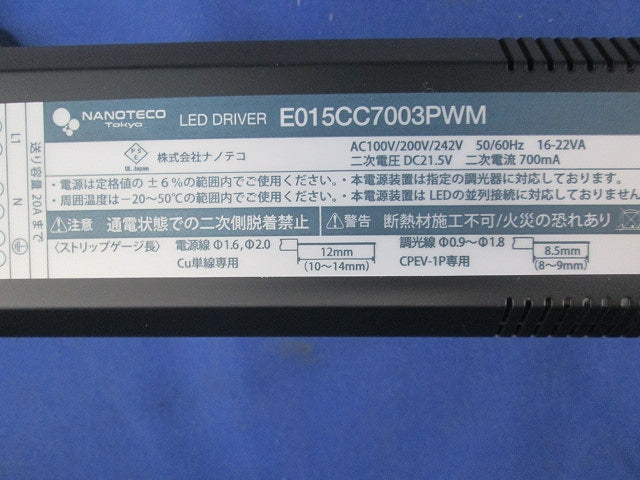 NANOTECO
Tokyo
LED DRIVER E015CC7003PWM
PSE
UL Japan
株式会社ナノテコ
AC100V/200V/242V 50/60Hz 16-22VA
二次電圧 DC21.5V 二次電流 700mA
・電源は定格値の±6%の範囲内でご使用ください。・本電源装置は指定の調光器に対応しております。
・周囲温度は−20〜50℃の範囲内でご使用ください。・本電源装置は LEDの並列接続に対応しておりません
⚠注意 通電状態での二次側脱着禁止 ⚠警告 断熱材施工不可/火災の恐れあり
〈ストリップゲージ長〉 電源線 Φ1.6, Φ2.0 12mm 調光線 Φ0.9〜Φ1.8 8.5mm
Cu単線専用 (10〜14mm) CPEV-1P専用 (8〜9mm)
L1
N
送り容量 20A まで